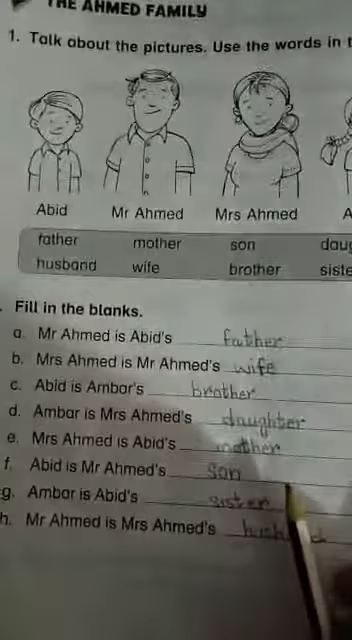 THE AHMED FAMILY
1. Talk about the pictures. Use the words in
Abid Mr Ahmed Mrs Ahmed A
father mother son daug
husband wife brother siste
Fill in the blanks.
a. Mr Ahmed is Abid's father
b. Mrs Ahmed is Mr Ahmed's wife
c. Abid is Ambar's brother
d. Ambar is Mrs Ahmed's daughter
e. Mrs Ahmed is Abid's mother
f. Abid is Mr Ahmed's son
g. Ambar is Abid's sister
h. Mr Ahmed is Mrs Ahmed's